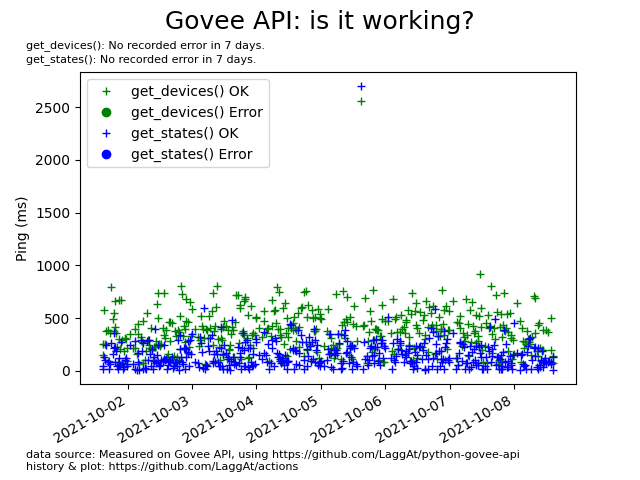 Govee API: is it working?
get_devices(): No recorded error in 7 days.
get_states(): No recorded error in 7 days.
get_devices() OK
get_devices() Error
get_states() OK
get_states() Error
Ping (ms)
2500
2000
1500
1000
500
0
2021-10-02
2021-10-03
2021-10-04
2021-10-05
2021-10-06
2021-10-07
2021-10-08
data source: Measured on Govee API, using https://github.com/LaggAt/python-govee-api
history & plot: https://github.com/LaggAt/actions